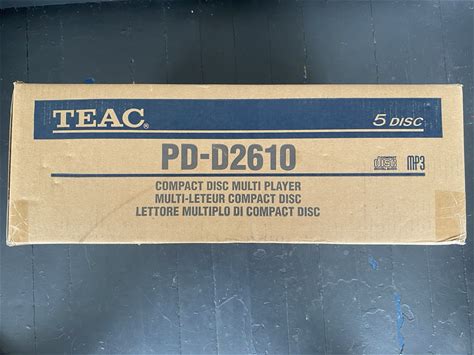 TEAC®
5 DISC
PD-D2610
MP3
COMPACT DISC MULTI PLAYER
MULTI-LETEUR COMPACT DISC
LETTORE MULTIPLO DI COMPACT DISC